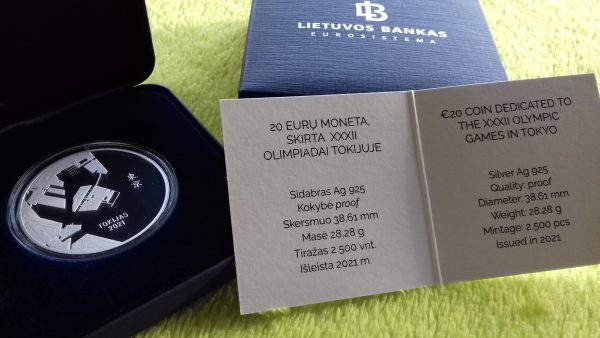 LB
LIETUVOS BANKAS
EUROSISTEMA
20 EURŲ MONETA,
SKIRTA XXXII
OLIMPIADAI TOKIJUJE
Sidabras Ag 925
Kokybė proof
Skersmuo 38,61 mm
Masė 28,28 g
Tiražas 2 500 vnt.
Išleista 2021 m.
€20 COIN DEDICATED TO
THE XXXII OLYMPIC
GAMES IN TOKYO
Silver Ag 925
Quality: proof
Diameter: 38.61 mm
Weight: 28.28 g
Mintage: 2,500 pcs
Issued in 2021
東京
TOKIJAS
2021